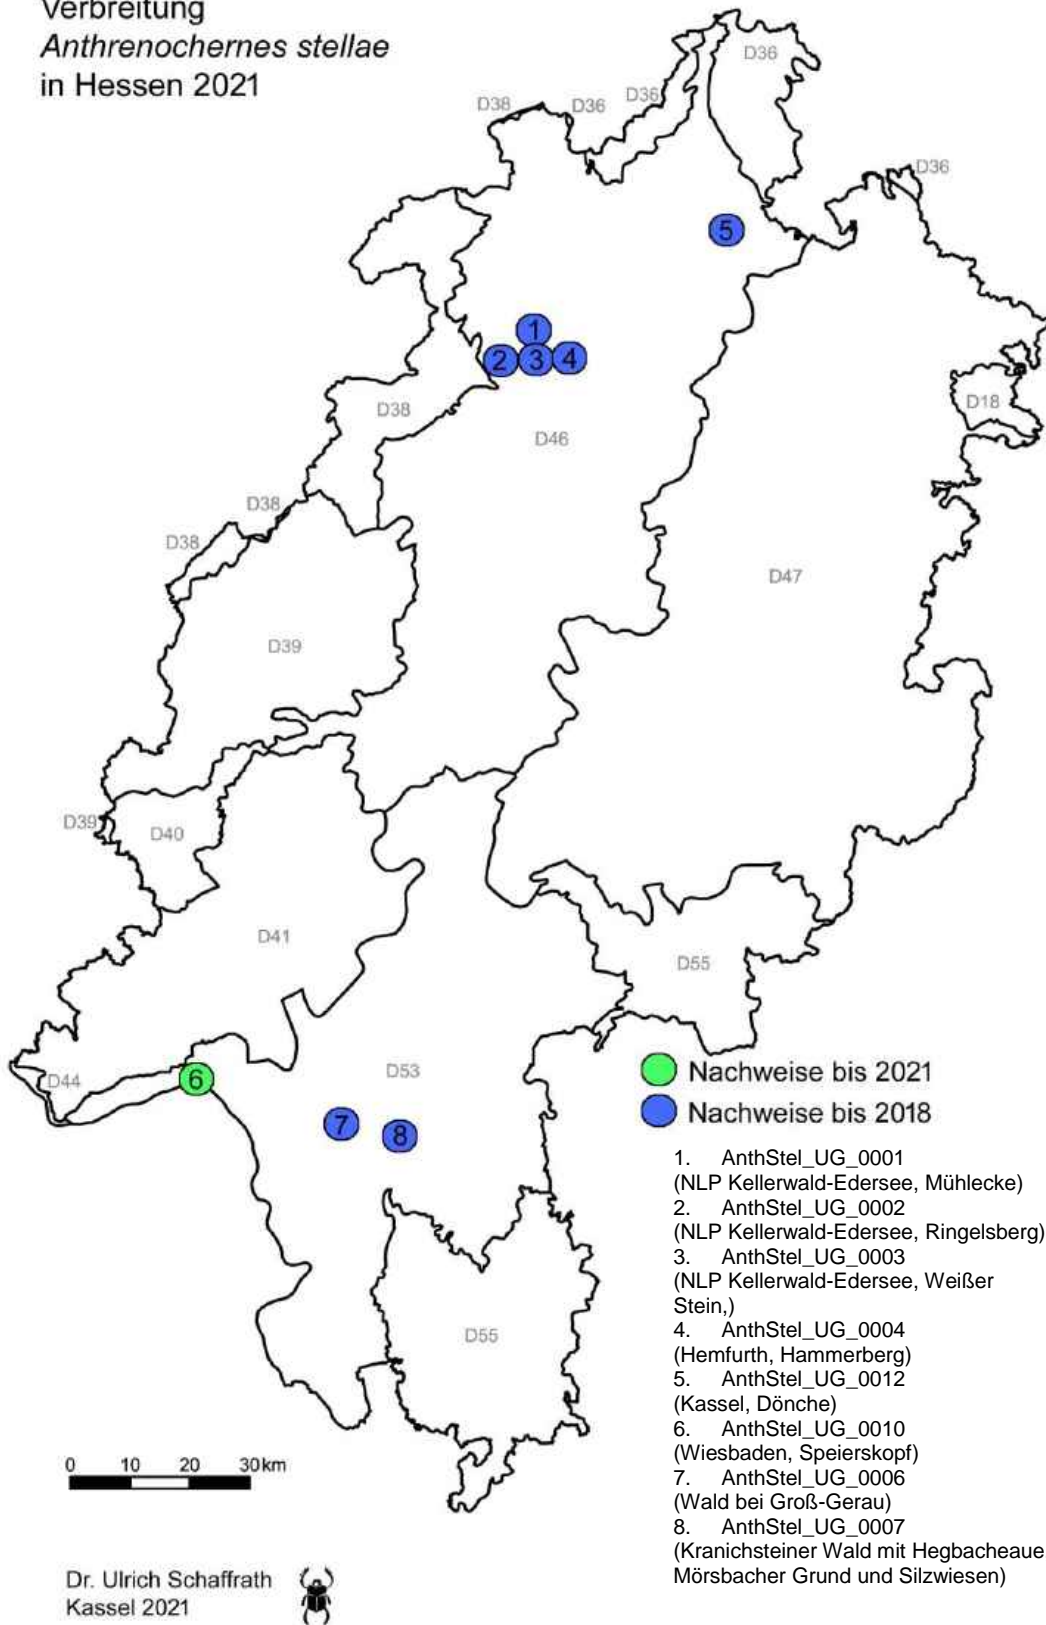 Verbreitung
Anthrenochernes stellae
in Hessen 2021
D36
D38
D36
D36
D36
5
1
2
3
4
D38
D18
D46
D38
D38
D47
D39
D39
D40
D41
D55
D44
6
D53
7
8
D55
Nachweise bis 2021
Nachweise bis 2018
1. AnthStel_UG_0001
(NLP Kellerwald-Edersee, Mühlecke)
2. AnthStel_UG_0002
(NLP Kellerwald-Edersee, Ringelsberg)
3. AnthStel_UG_0003
(NLP Kellerwald-Edersee, Weißer
Stein,)
4. AnthStel_UG_0004
(Hemfurth, Hammerberg)
5. AnthStel_UG_0012
(Kassel, Dönche)
6. AnthStel_UG_0010
(Wiesbaden, Speierskopf)
7. AnthStel_UG_0006
(Wald bei Groß-Gerau)
8. AnthStel_UG_0007
(Kranichsteiner Wald mit Hegbacheaue
Mörsbacher Grund und Silzwiesen)
0 10 20 30km
Dr. Ulrich Schaffrath
Kassel 2021